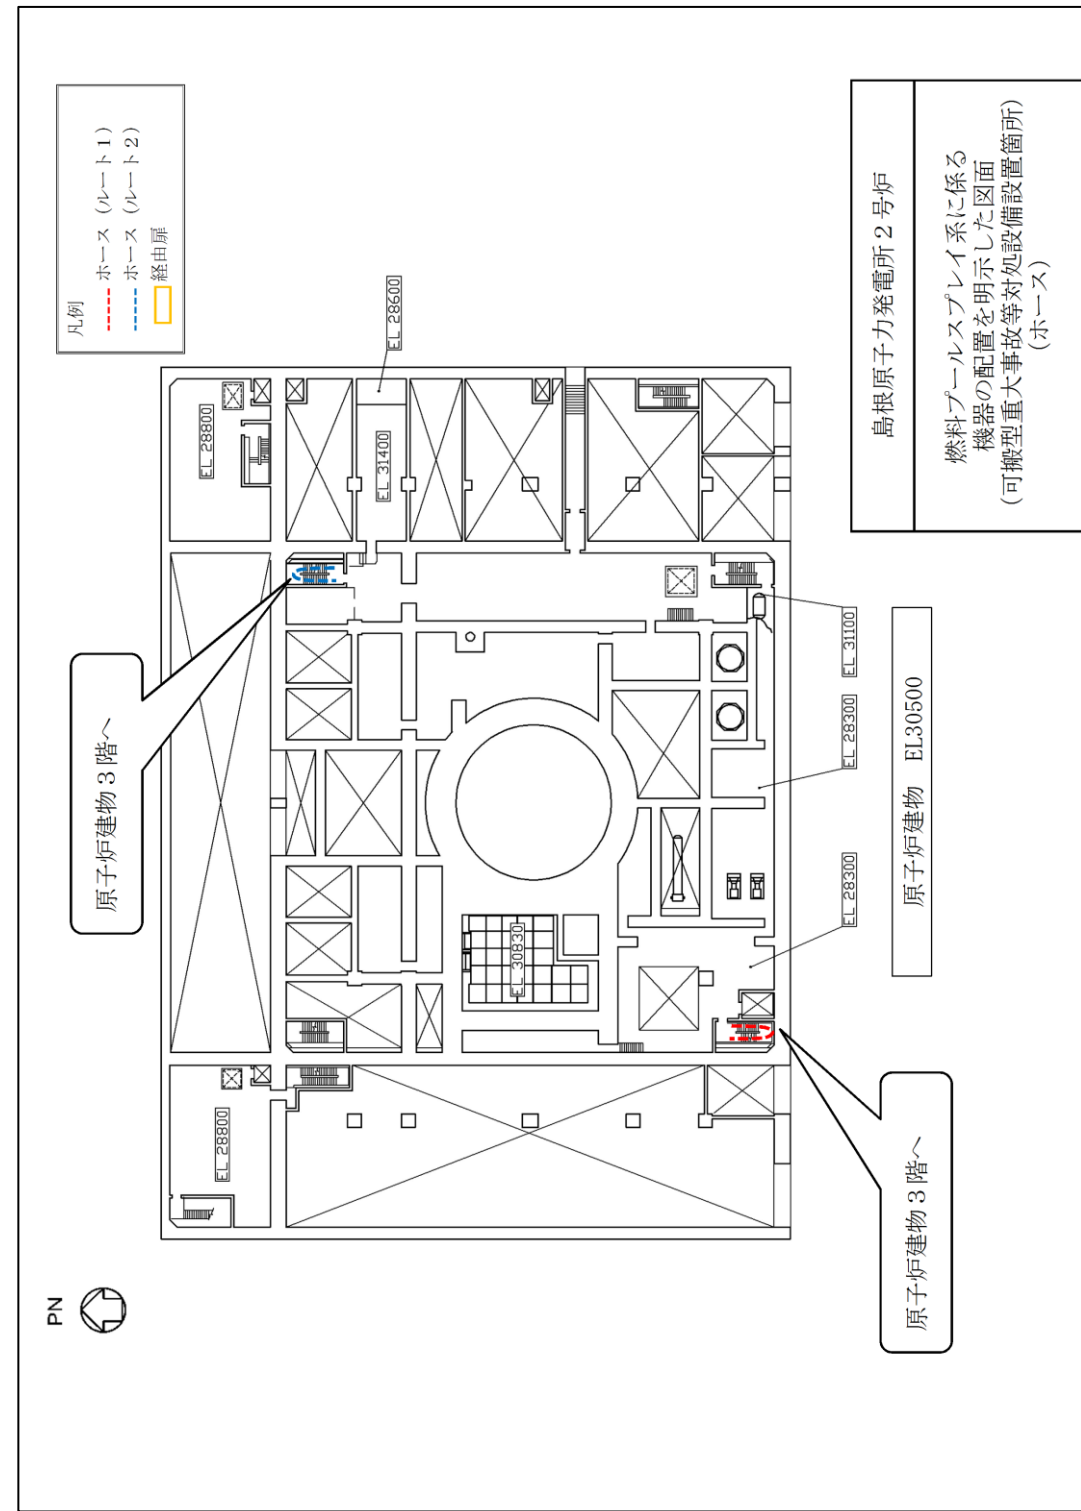 凡例
ホース（ルート１）
ホース（ルート２）
経由扉
EL 28600
EL 28800
EL 31400
原子炉建物３階へ
EL 30830
EL 28800
EL 31100
EL 28300
EL 28300
原子炉建物　EL30500
原子炉建物３階へ
PN
島根原子力発電所２号炉
燃料プールスプレイ系に係る
機器の配置を明示した図面
（可搬型重大事故等対処設備設置箇所）
（ホース）